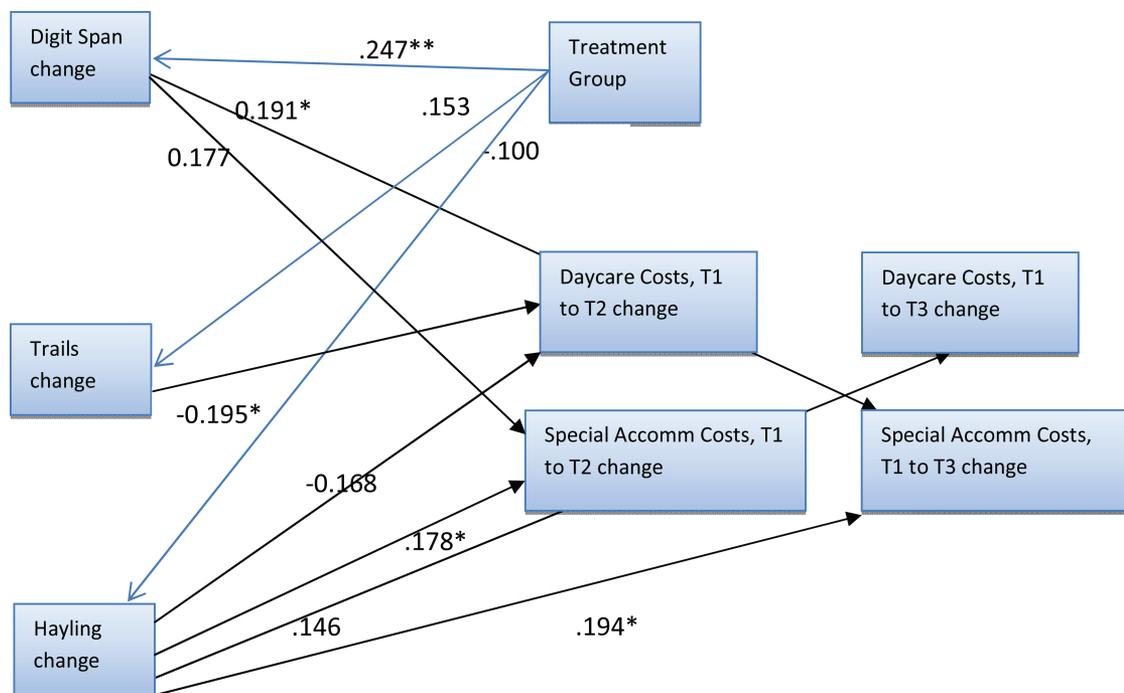 Digit Span
change
.247**
Treatment
Group
0.191*
.153
0.177
-.100
Daycare Costs, T1
to T2 change
Daycare Costs, T1
to T3 change
Trails
change
-0.195*
Special Accomm Costs, T1
to T2 change
Special Accomm Costs,
T1 to T3 change
-0.168
.178*
.146
.194*
Hayling
change